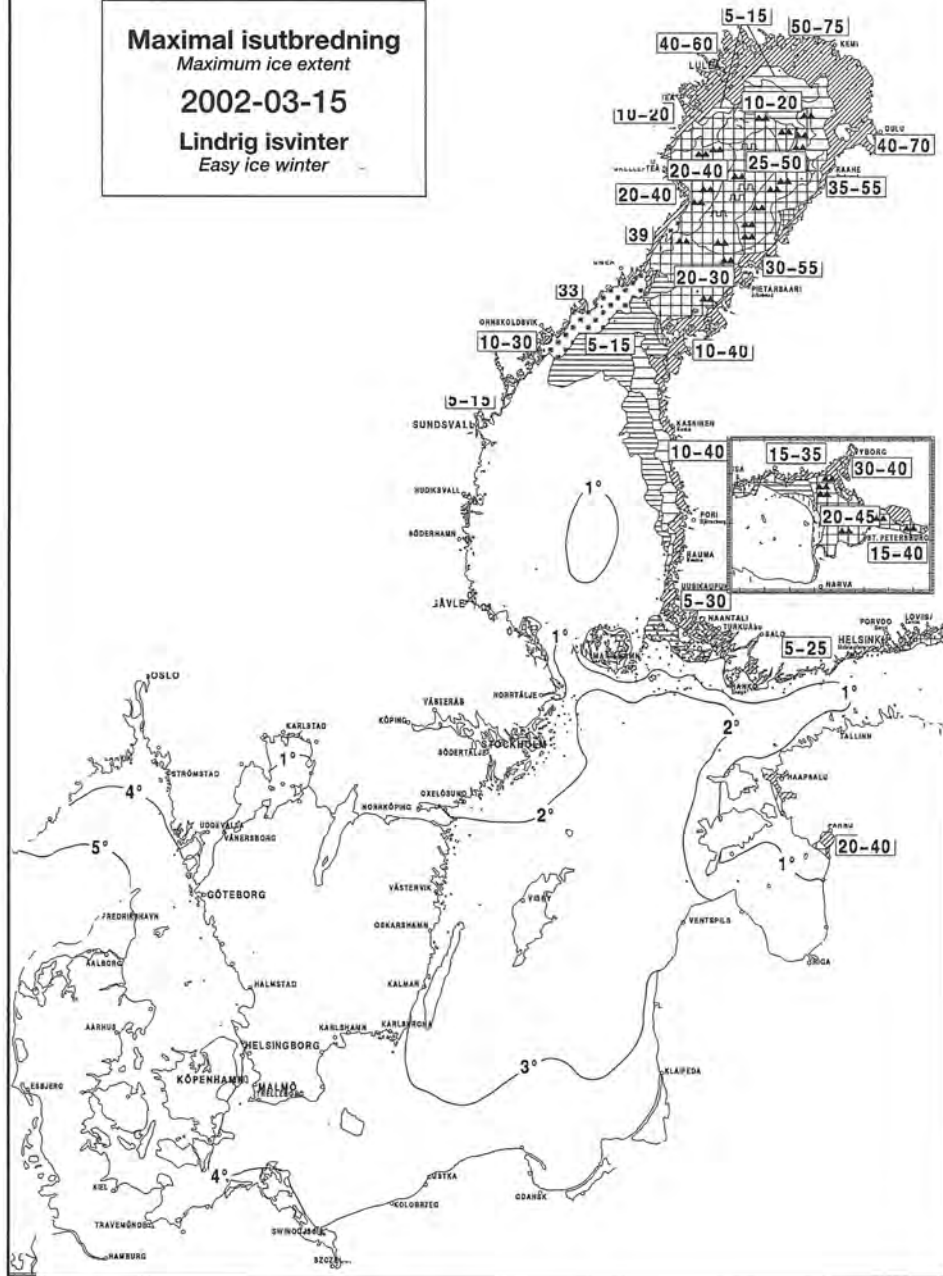 Maximal isutbredning
Maximum ice extent
2002-03-15
Lindrig isvinter
Easy ice winter
5-15
50-75
40-60
KEMI
10-20
10-20
OULU
40-70
20-40
25-50
RAAHE
35-55
20-40
39
30-55
20-30
PIETARSAARI
33
ORNSKOLDSVIK
10-30
5-15
10-40
5-15
SUNDSVALL
KASKINEN
10-40
15-35
VYBORG
30-40
20-45
ST. PETERSBURG
15-40
NARVA
HUDIKSVALL
1°
PORI
SÖDERHAMN
RAUMA
5-30
NAANTALI
TURKU
SALO
PORVOO
HELSINKI
5-25
1°
HANKO
NORRTÄLJE
1°
2°
TALLINN
OSLO
VÄSTERÅS
KÖPING
KARLSTAD
STOCKHOLM
SÖDERTÄLJE
1°
STRÖMSTAD
HAAPSALU
4°
OXELÖSUND
NORRKÖPING
2°
UDDEVALLA
VÄNERSBORG
5°
20-40
1°
GÖTEBORG
VÄSTERVIK
VISBY
FREDRIKSHAVN
OSKARSHAMN
VENTSPILS
AALBORG
RIGA
HALMSTAD
KALMAR
AARHUS
KARLSHAMN
KARLSKRONA
HELSINGBORG
3°
KLAIPEDA
KÖPENHAMN
MALMÖ
TRELLEBORG
ESBJERG
4°
USTKA
KIEL
GDANSK
KOLOBRZEG
TRAVEMÜNDE
HAMBURG